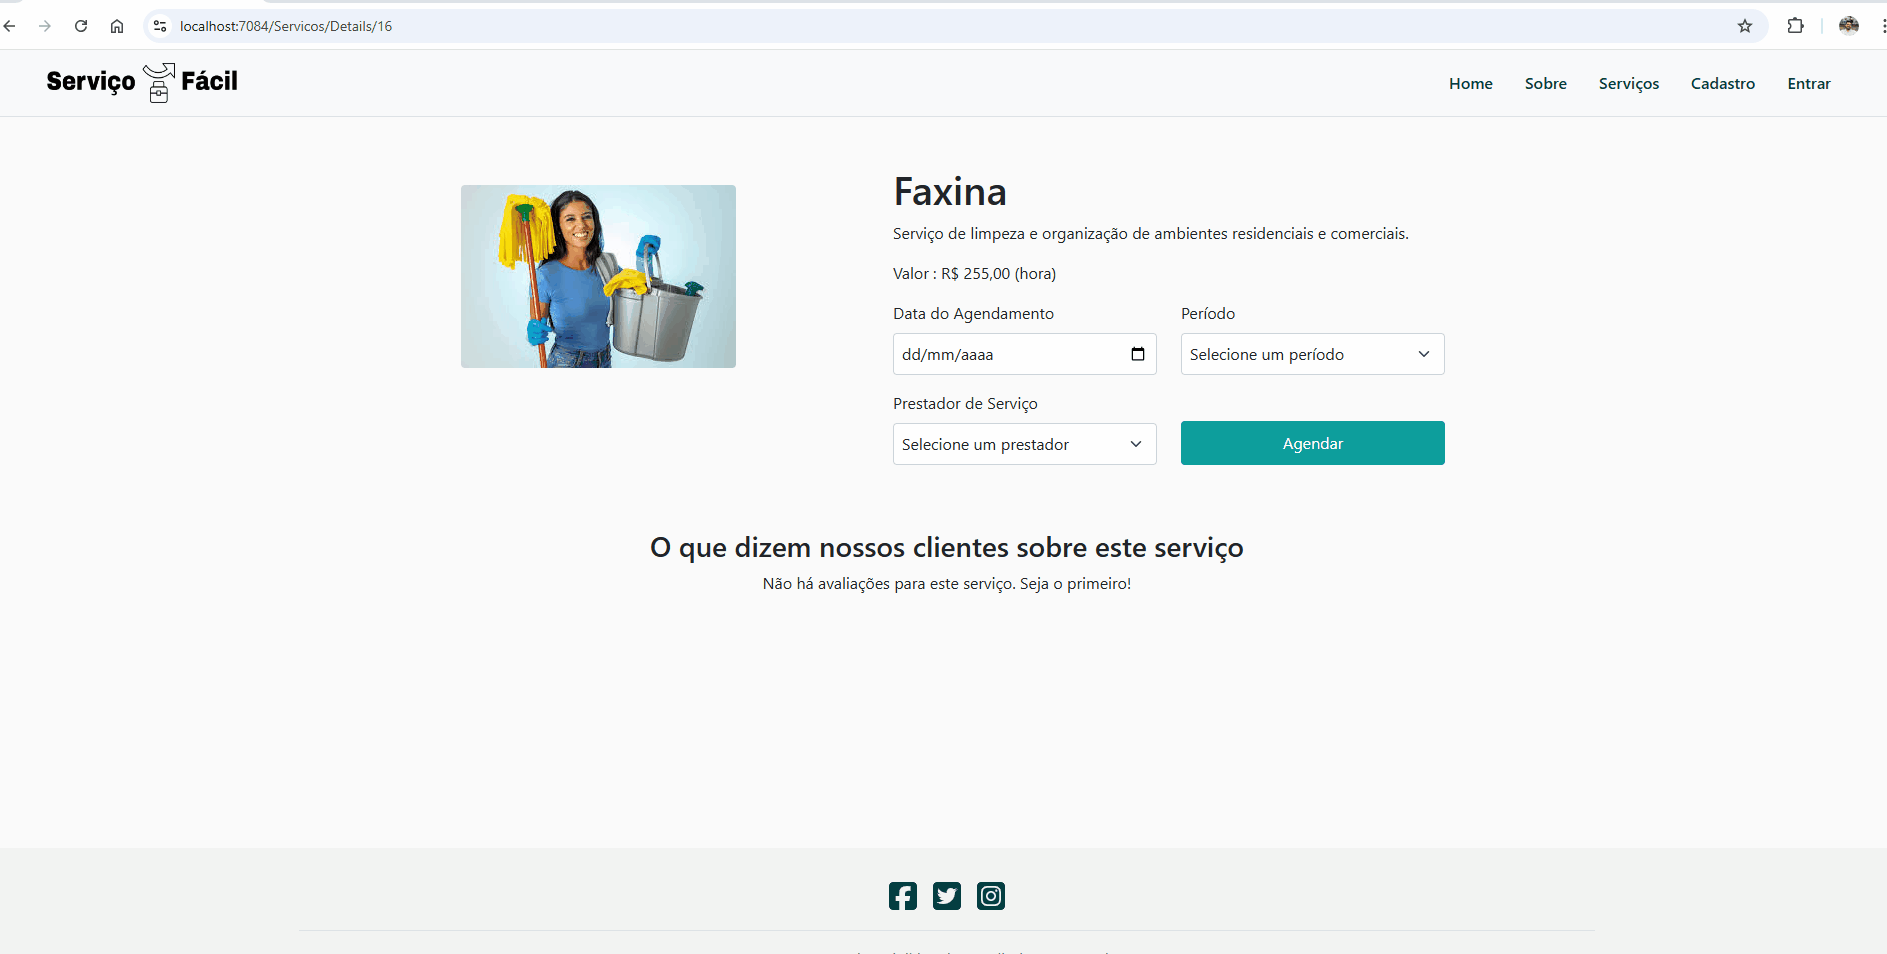 localhost:7084/Servicos/Details/16
Serviço Fácil
Home Sobre Serviços Cadastro Entrar
Faxina
Serviço de limpeza e organização de ambientes residenciais e comerciais.
Valor : R$ 255,00 (hora)
Data do Agendamento Período
dd/mm/aaaa Selecione um período
Prestador de Serviço
Selecione um prestador Agendar
O que dizem nossos clientes sobre este serviço
Não há avaliações para este serviço. Seja o primeiro!